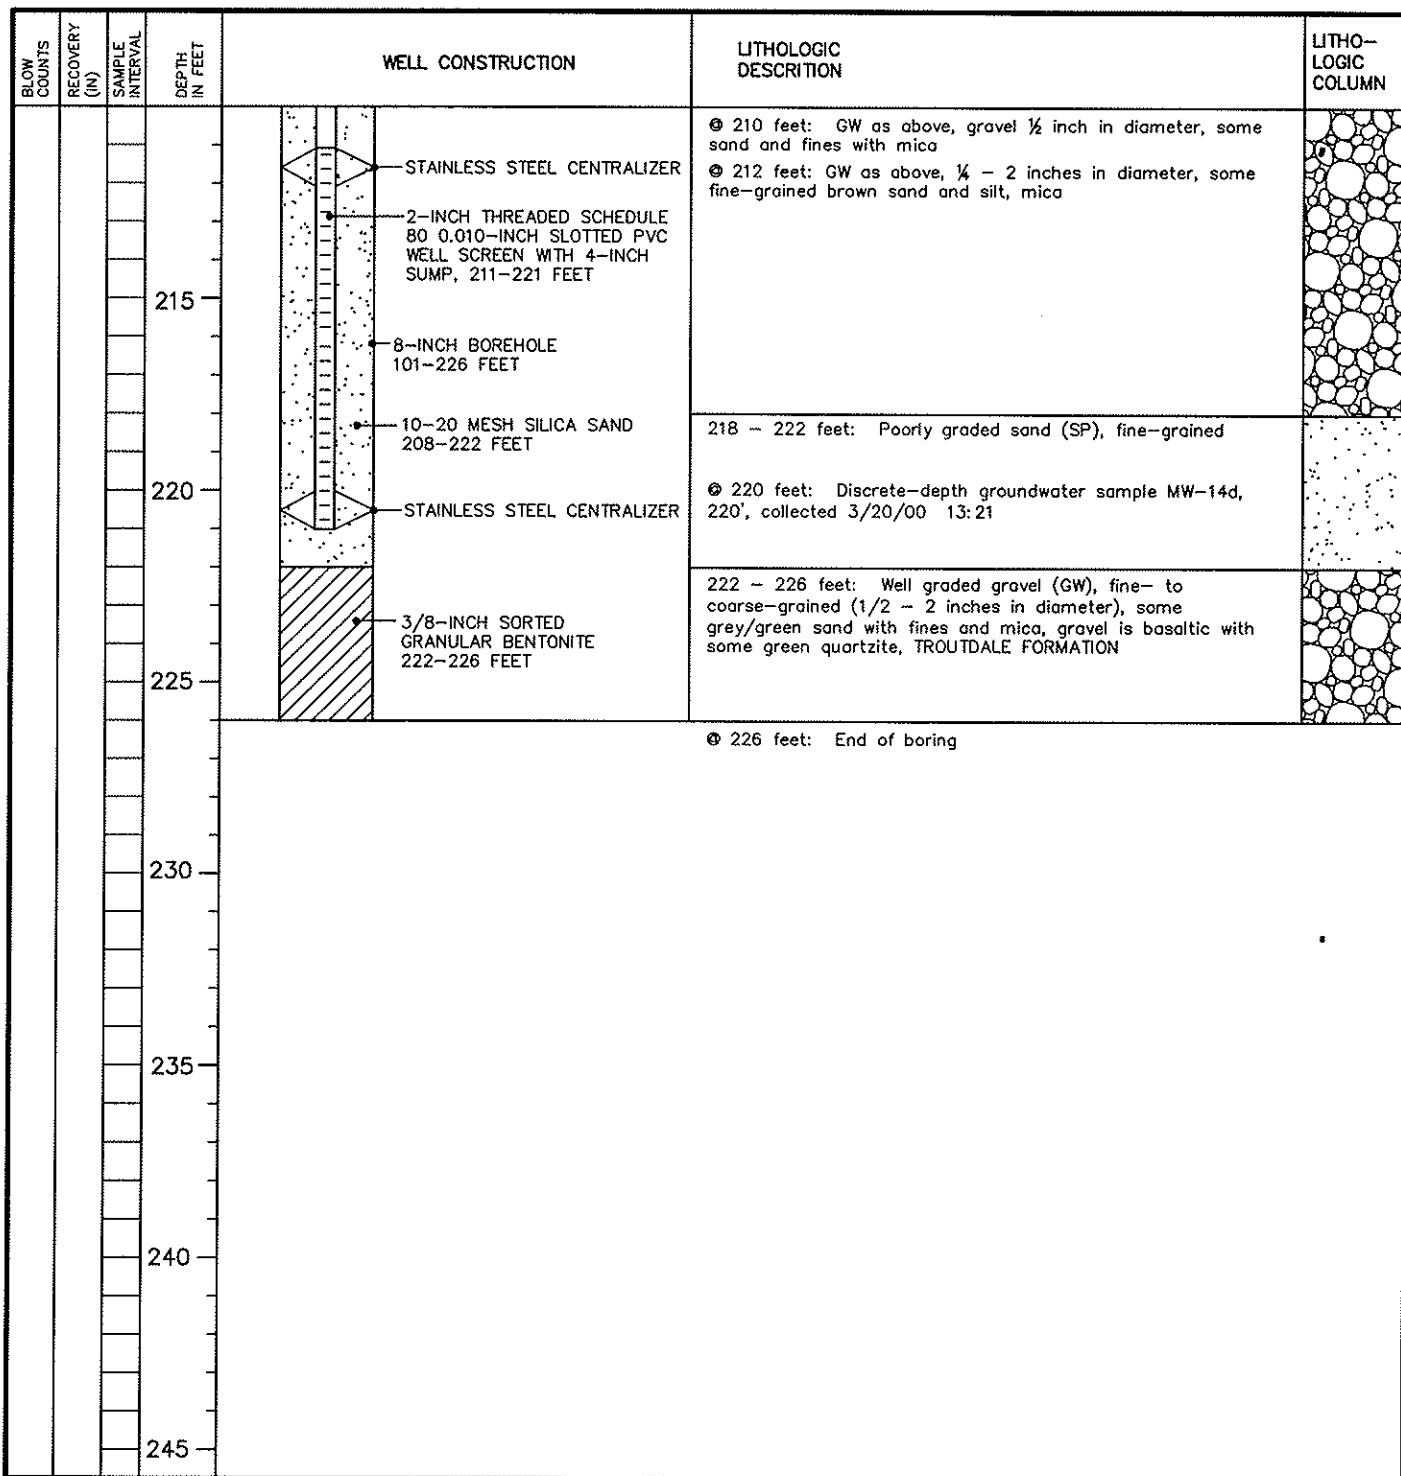 BLOW
COUNTS
RECOVERY
(IN)
SAMPLE
INTERVAL
DEPTH
IN FEET
WELL CONSTRUCTION
LITHOLOGIC
DESCRITION
LITHO-
LOGIC
COLUMN
@ 210 feet: GW as above, gravel ½ inch in diameter, some
sand and fines with mica
@ 212 feet: GW as above, ¼ - 2 inches in diameter, some
fine-grained brown sand and silt, mica
STAINLESS STEEL CENTRALIZER
2-INCH THREADED SCHEDULE
80 0.010-INCH SLOTTED PVC
WELL SCREEN WITH 4-INCH
SUMP, 211-221 FEET
215
8-INCH BOREHOLE
101-226 FEET
10-20 MESH SILICA SAND
208-222 FEET
218 - 222 feet: Poorly graded sand (SP), fine-grained
220
@ 220 feet: Discrete-depth groundwater sample MW-14d,
220', collected 3/20/00 13:21
STAINLESS STEEL CENTRALIZER
222 - 226 feet: Well graded gravel (GW), fine- to
coarse-grained (1/2 - 2 inches in diameter), some
grey/green sand with fines and mica, gravel is basaltic with
some green quartzite, TROUTDALE FORMATION
3/8-INCH SORTED
GRANULAR BENTONITE
222-226 FEET
225
@ 226 feet: End of boring
230
235
240
245